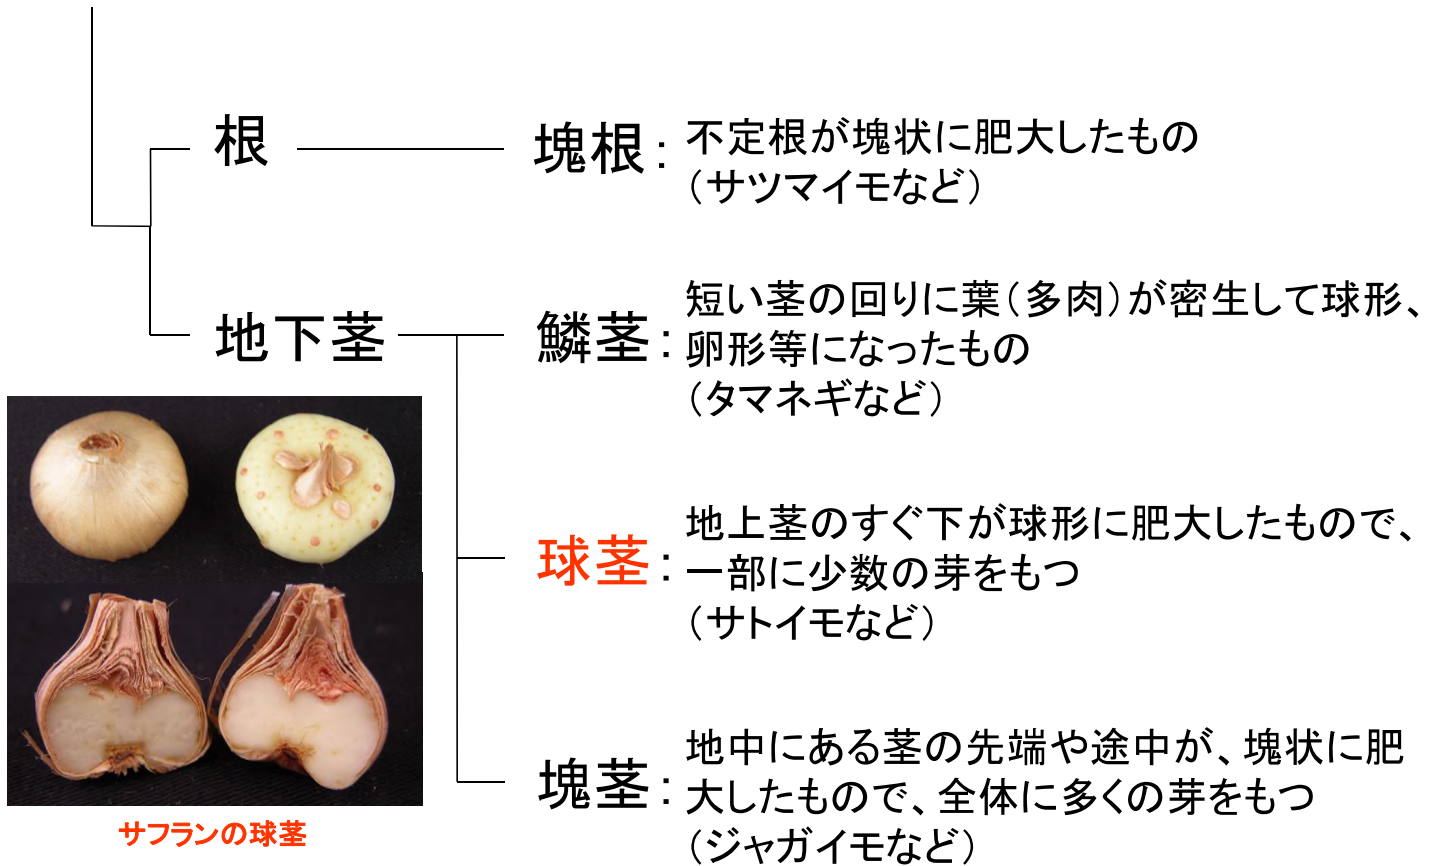 根
塊根：
不定根が塊状に肥大したもの
（サツマイモなど）
地下茎
鱗茎：
短い茎の回りに葉（多肉）が密生して球形、
卵形等になったもの
（タマネギなど）
球茎：
地上茎のすぐ下が球形に肥大したもので、
一部に少数の芽をもつ
（サトイモなど）
塊茎：
地中にある茎の先端や途中が、塊状に肥
大したもので、全体に多くの芽をもつ
（ジャガイモなど）
サフランの球茎